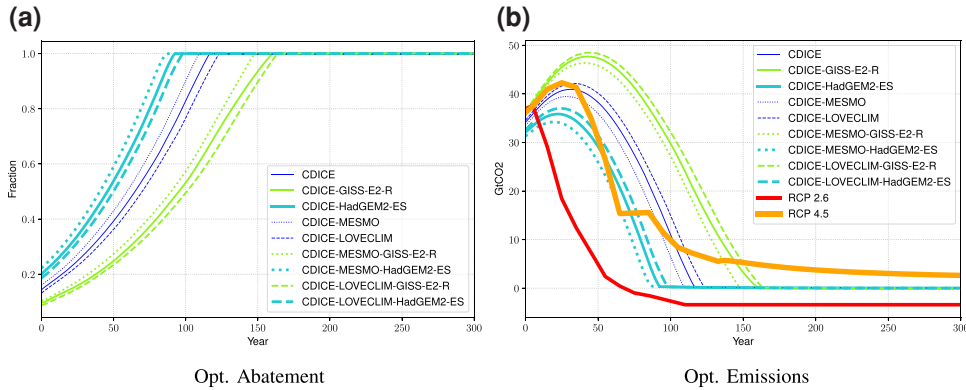 (a)
1.0
0.8
0.6
0.4
0.2
Fraction
0
50
100
150
200
250
300
Year
CDICE
CDICE-GISS-E2-R
CDICE-HadGEM2-ES
CDICE-MESMO
CDICE-LOVECLIM
CDICE-MESMO-GISS-E2-R
CDICE-MESMO-HadGEM2-ES
CDICE-LOVECLIM-GISS-E2-R
CDICE-LOVECLIM-HadGEM2-ES
Opt. Abatement
(b)
50
40
30
20
10
0
GtCO2
0
50
100
150
200
250
300
Year
CDICE
CDICE-GISS-E2-R
CDICE-HadGEM2-ES
CDICE-MESMO
CDICE-LOVECLIM
CDICE-MESMO-GISS-E2-R
CDICE-MESMO-HadGEM2-ES
CDICE-LOVECLIM-GISS-E2-R
CDICE-LOVECLIM-HadGEM2-ES
RCP 2.6
RCP 4.5
Opt. Emissions